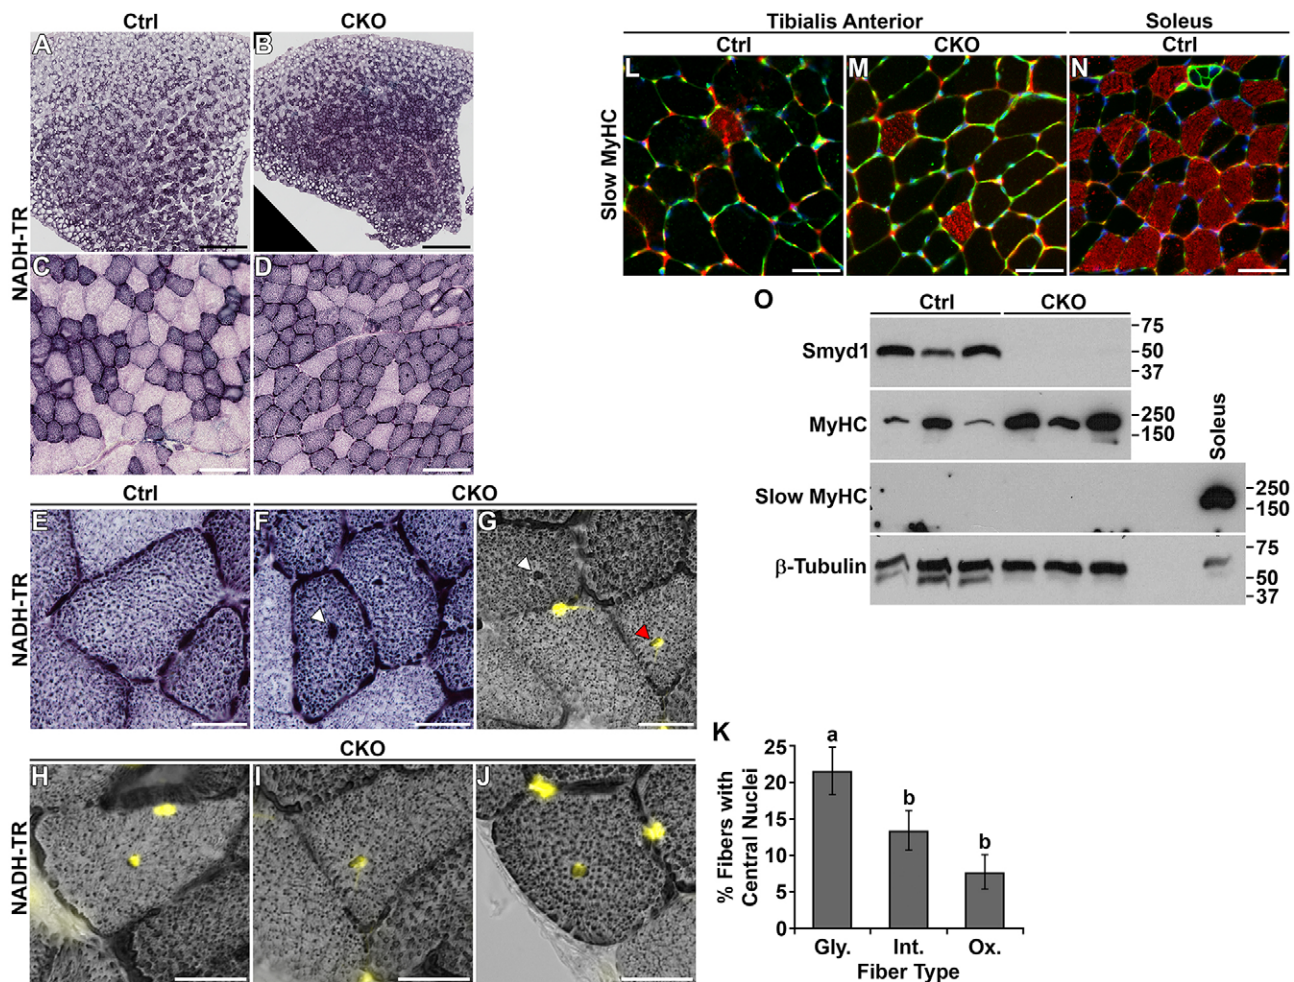 Ctrl
CKO
A
B
NADH-TR
C
D
Ctrl
CKO
E
F
G
NADH-TR
CKO
H
I
J
NADH-TR
Tibialis Anterior
Soleus
Ctrl
CKO
Ctrl
L
M
N
Slow MyHC
O
Ctrl
CKO
Smyd1
75
50
37
MyHC
250
150
Soleus
Slow MyHC
250
150
β-Tubulin
75
50
37
K
% Fibers with
Central Nuclei
25
20
15
10
5
0
a
b
b
Gly.
Int.
Ox.
Fiber Type